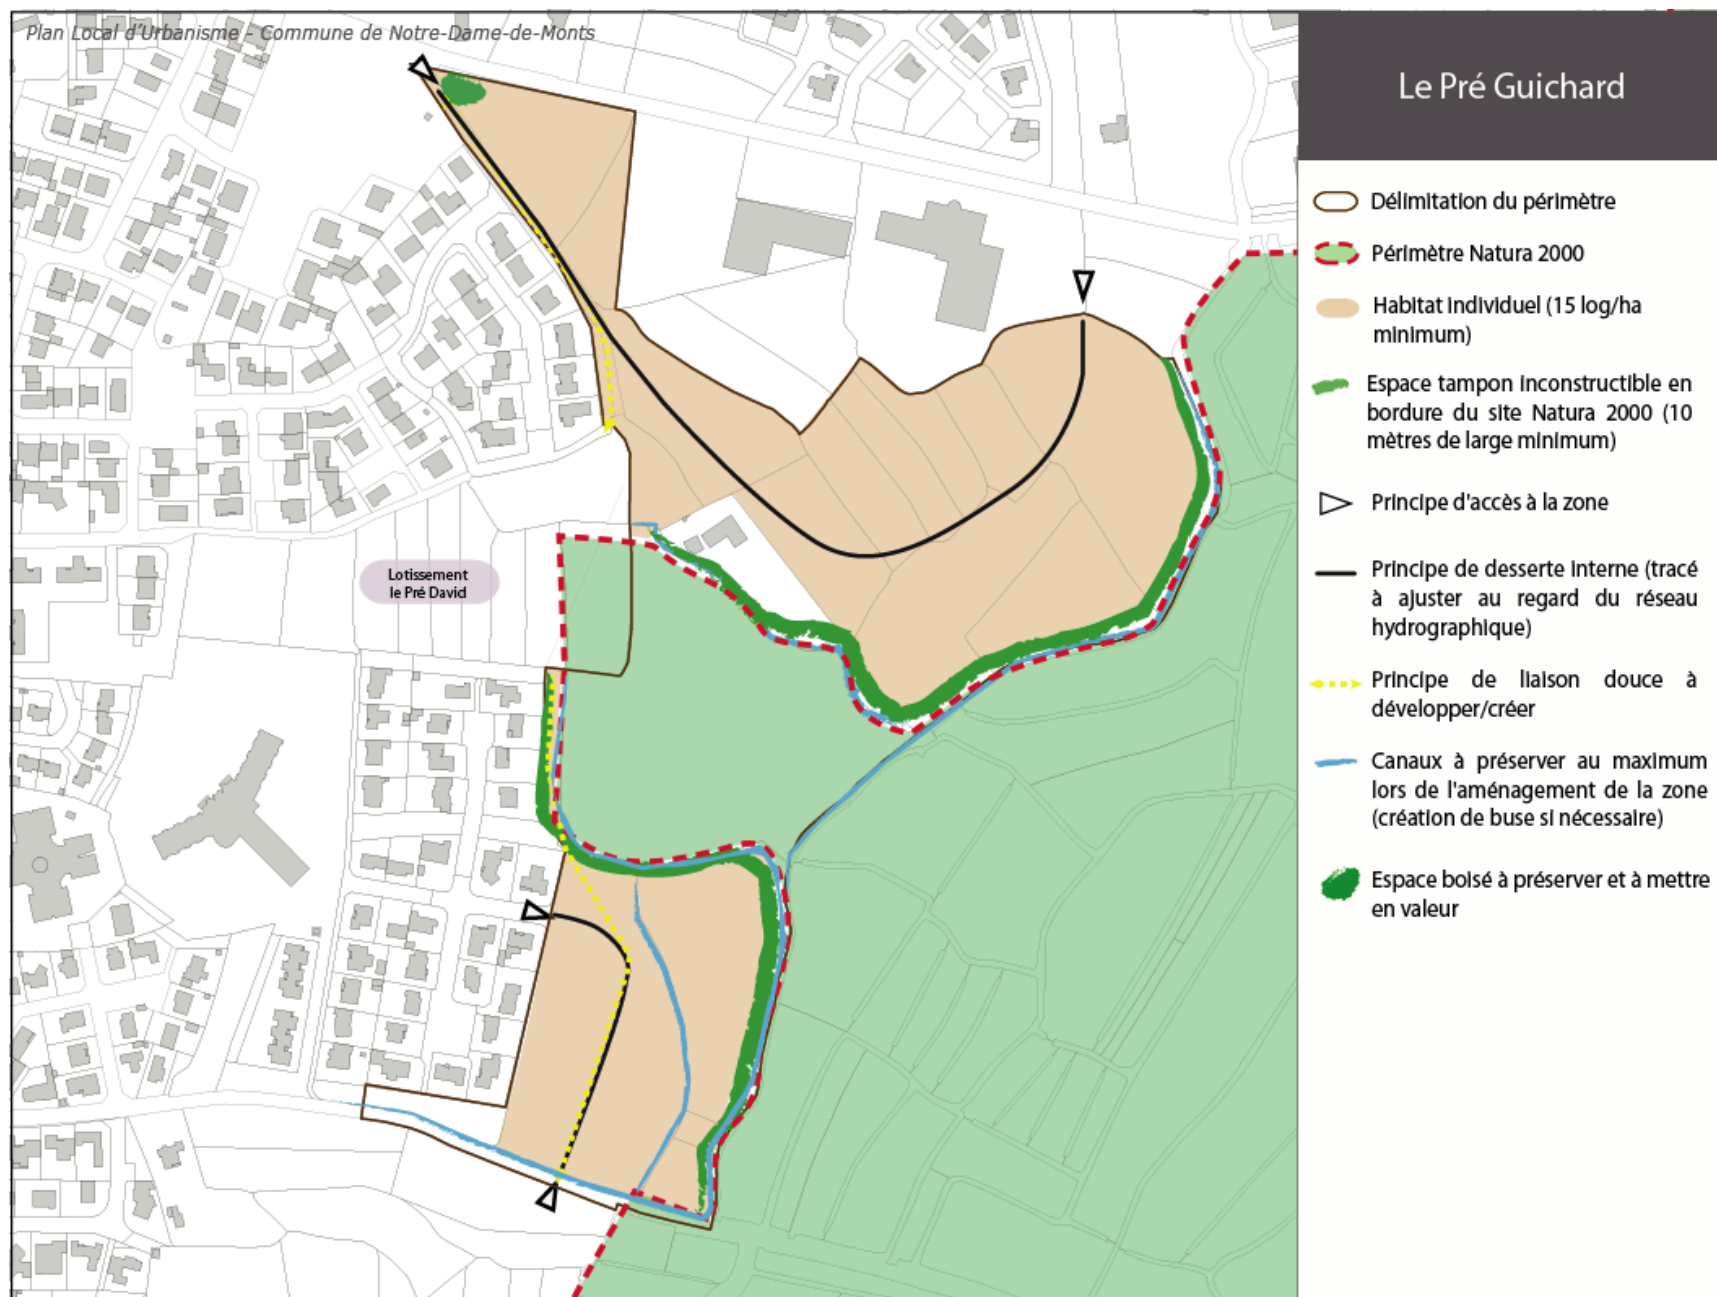 Plan Local d'Urbanisme - Commune de Notre-Dame-de-Monts
Le Pré Guichard
Délimitation du périmètre
Périmètre Natura 2000
Habitat individuel (15 log/ha
minimum)
Espace tampon inconstructible en
bordure du site Natura 2000 (10
mètres de large minimum)
Principe d'accès à la zone
Principe de desserte interne (tracé
à ajuster au regard du réseau
hydrographique)
Principe de liaison douce à
développer/créer
Canaux à préserver au maximum
lors de l'aménagement de la zone
(création de buse si nécessaire)
Espace boisé à préserver et à mettre
en valeur
Lotissement
le Pré David